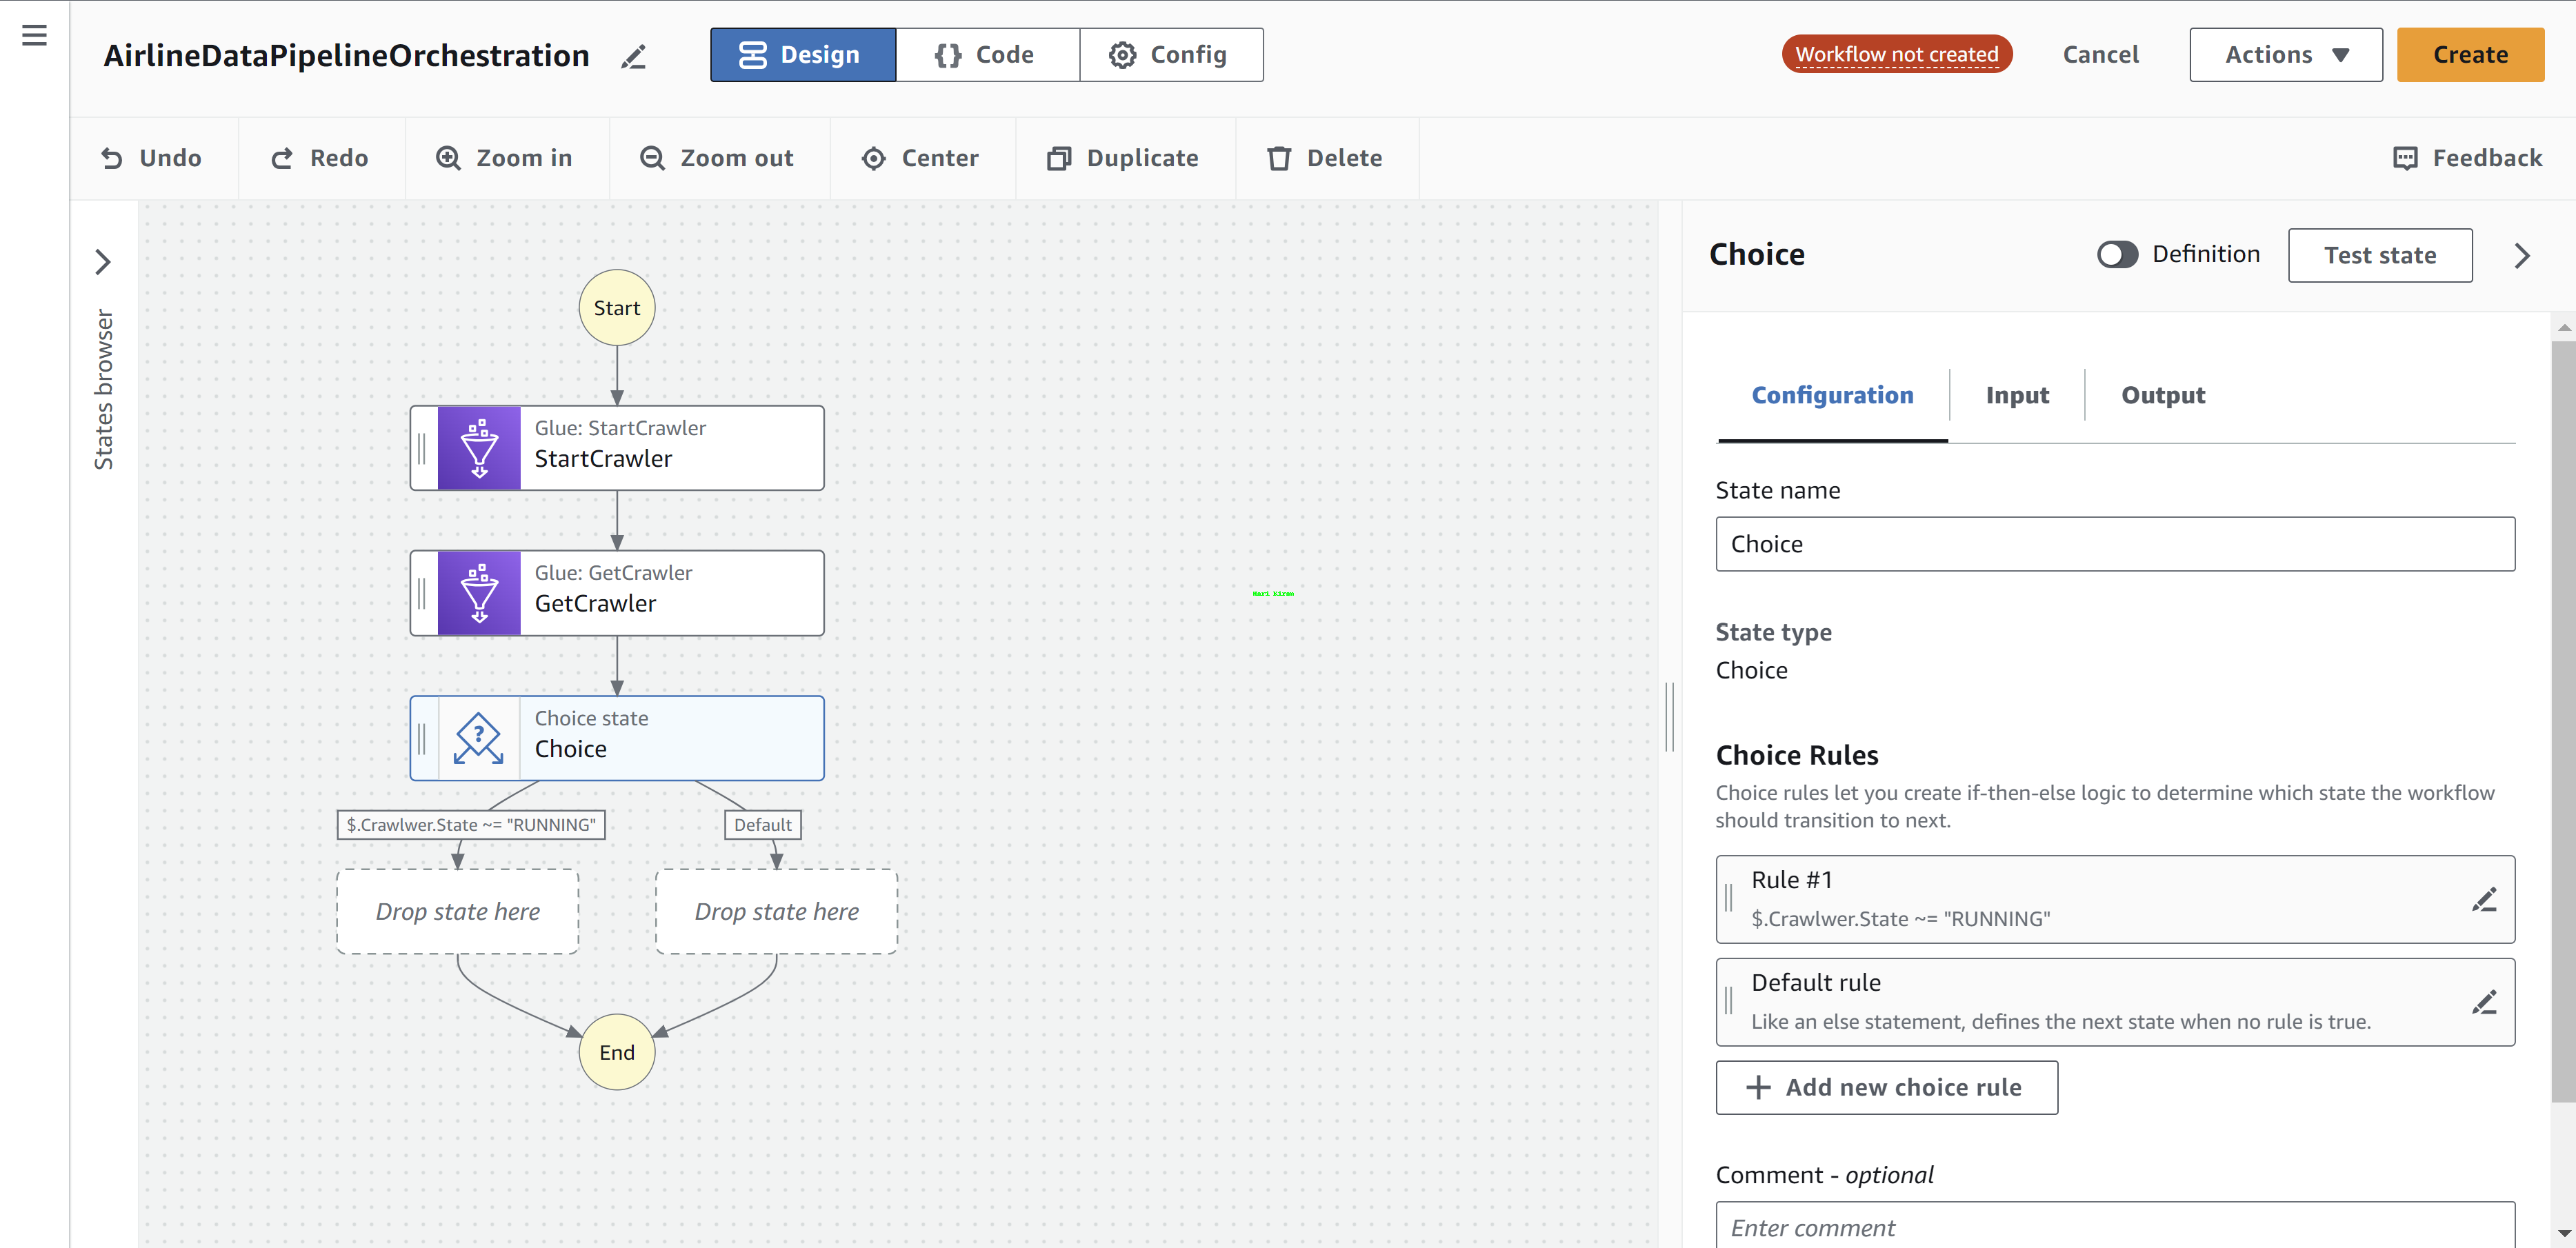 AirlineDataPipelineOrchestration
Design
Code
Config
Workflow not created
Cancel
Actions
Create
Undo
Redo
Zoom in
Zoom out
Center
Duplicate
Delete
Feedback
States browser
Start
Glue: StartCrawler
StartCrawler
Glue: GetCrawler
GetCrawler
Choice state
Choice
$.Crawlwer.State ~= "RUNNING"
Default
Drop state here
Drop state here
End
Hari Kiran
Choice
Definition
Test state
Configuration
Input
Output
State name
Choice
State type
Choice
Choice Rules
Choice rules let you create if-then-else logic to determine which state the workflow
should transition to next.
Rule #1
$.Crawlwer.State ~= "RUNNING"
Default rule
Like an else statement, defines the next state when no rule is true.
Add new choice rule
Comment - optional
Enter comment